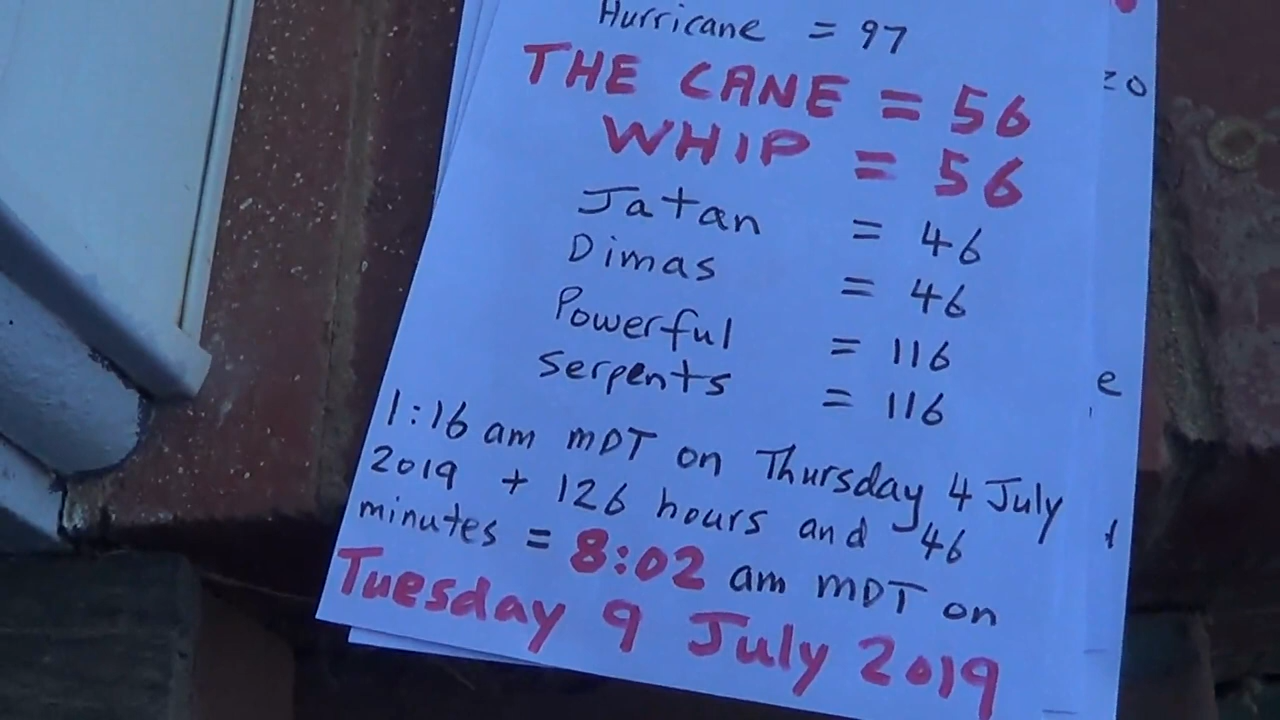 Hurricane = 97
THE CANE = 56
WHIP = 56
Jatan = 46
Dimas = 46
Powerful = 116
Serpents = 116
1:16 am MDT on Thursday 4 July
2019 + 126 hours and 46
minutes = 8:02 am MDT on
Tuesday 9 July 2019
20
e